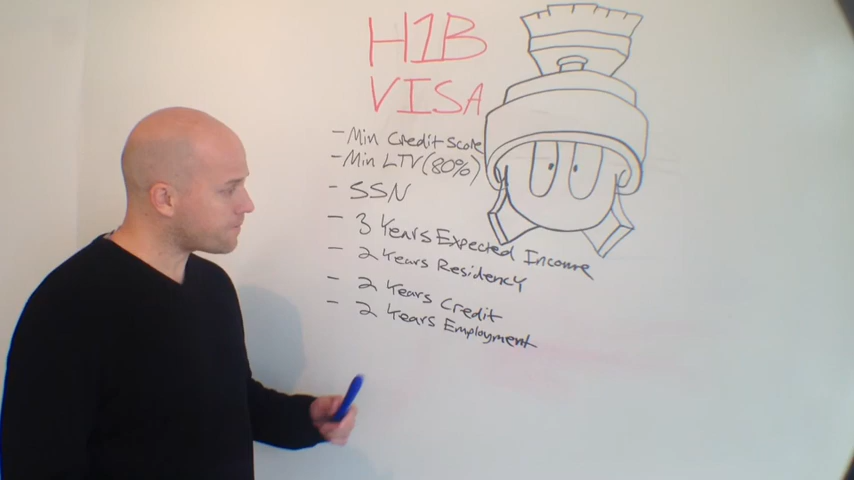 H1B
VISA
- Min Credit Score
- Min LTV (80%)
- SSN
- 3 Years Expected Income
- 2 Years Residency
- 2 Years Credit
- 2 Years Employment